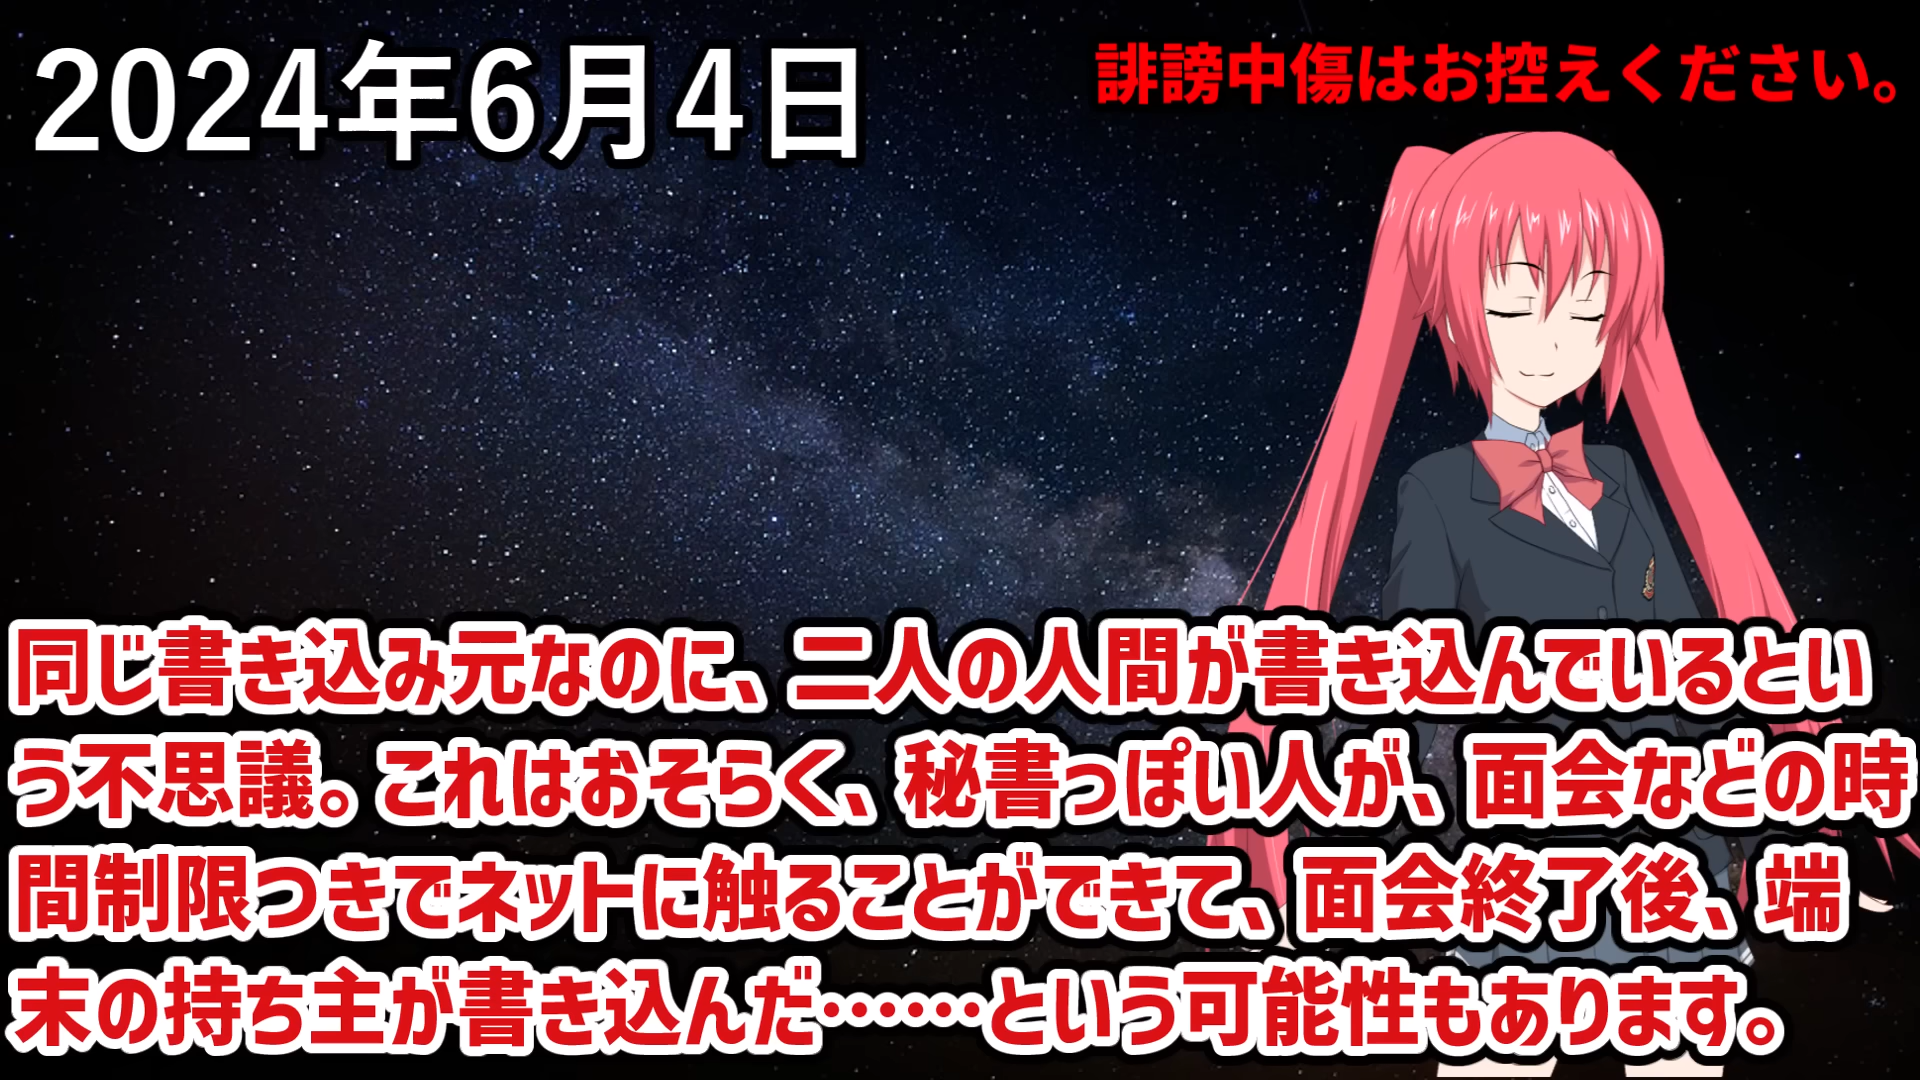 2024年6月4日
誹謗中傷はお控えください。
同じ書き込み元なのに、二人の人間が書き込んでいるとい
う不思議。これはおそらく、秘書っぽい人が、面会などの時
間制限つきでネットに触ることができて、面会終了後、端
末の持ち主が書き込んだ……という可能性もあります。